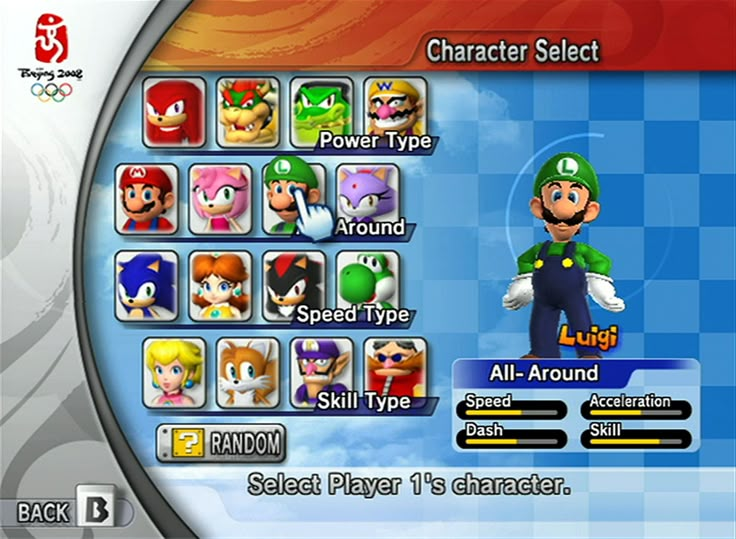 Character Select
Beijing 2008
Power Type
Around
Speed Type
Skill Type
? RANDOM
Luigi
All-Around
Speed
Acceleration
Dash
Skill
Select Player 1's character.
BACK B